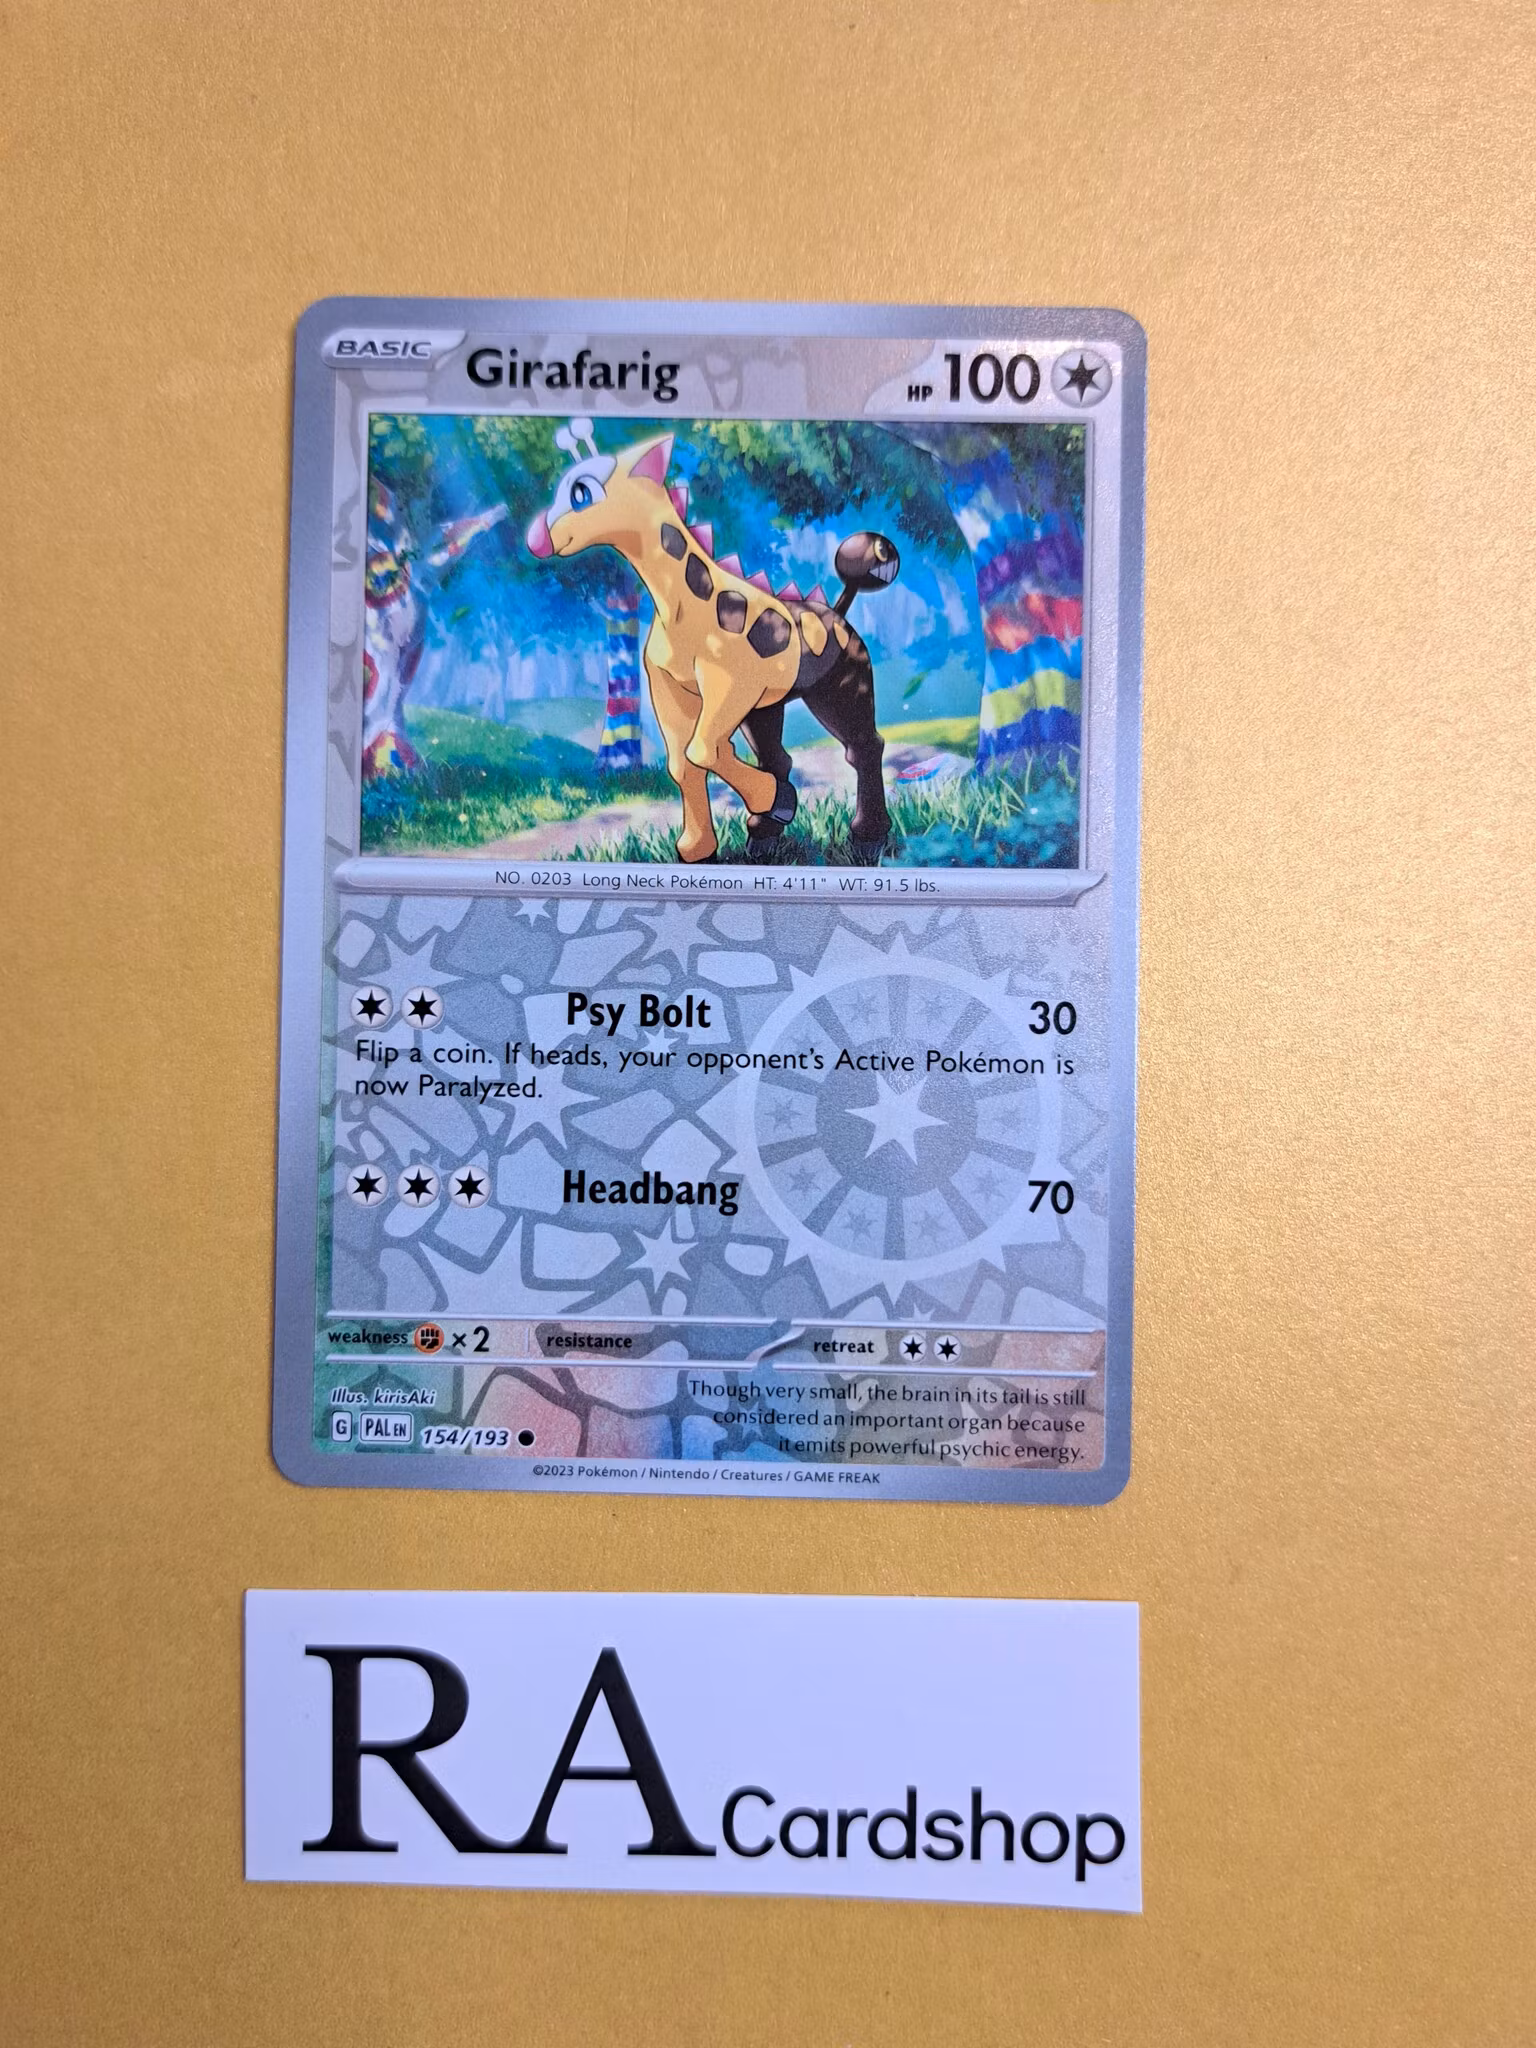 BASIC Girafarig HP 100
NO. 0203 Long Neck Pokémon HT: 4'11" WT: 91.5 lbs.
Psy Bolt 30
Flip a coin. If heads, your opponent's Active Pokémon is
now Paralyzed.
Headbang 70
weakness ×2 resistance retreat
Illus. kirisAki
G PAL EN 154/193
Though very small, the brain in its tail is still
considered an important organ because
it emits powerful psychic energy.
©2023 Pokémon / Nintendo / Creatures / GAME FREAK
RA Cardshop